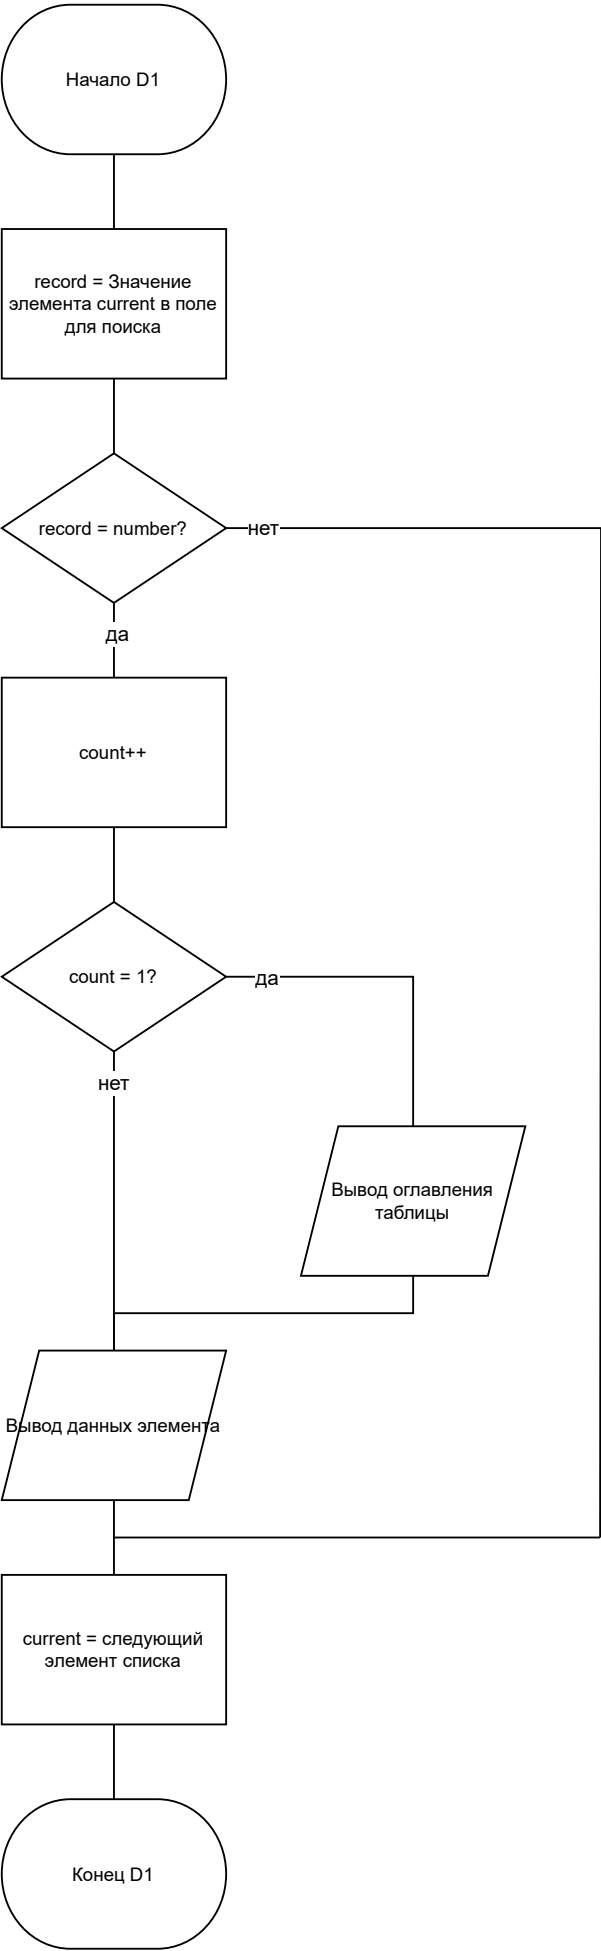 Начало D1
record = Значение
элемента current в поле
для поиска
record = number?
нет
да
count++
count = 1?
да
нет
Вывод оглавления
таблицы
Вывод данных элемента
current = следующий
элемент списка
Конец D1